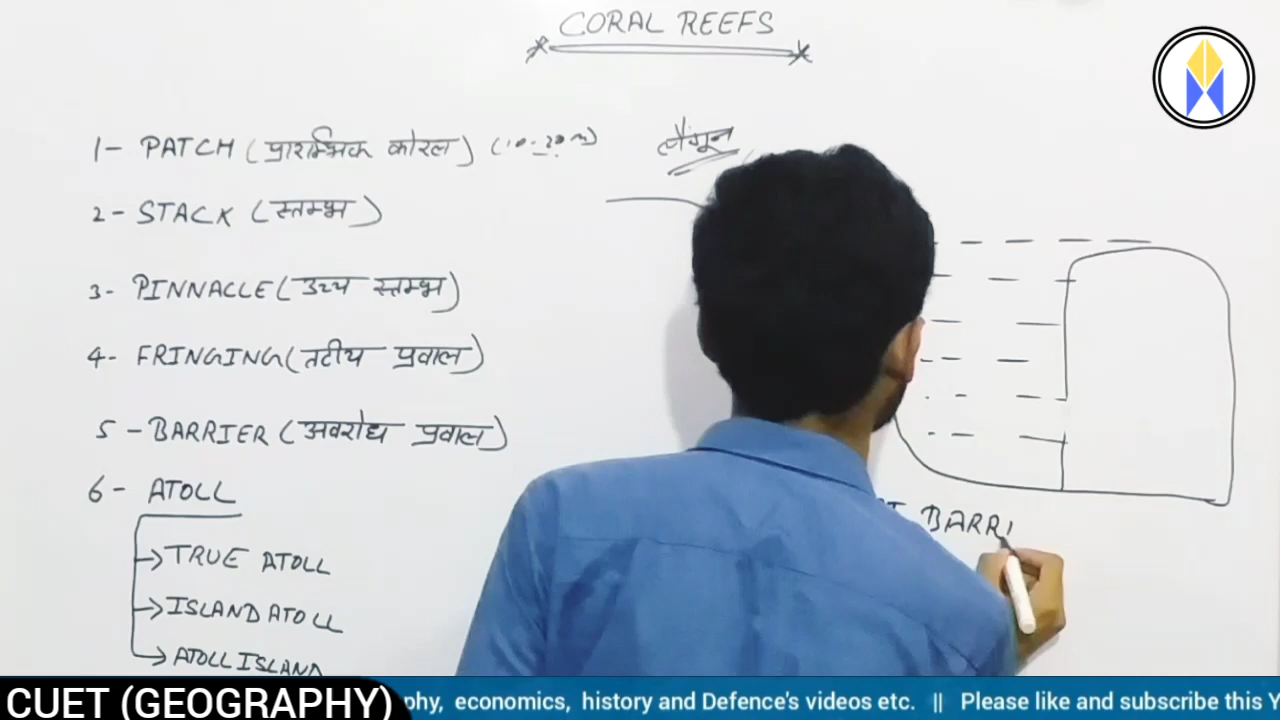 CORAL REEFS
1- PATCH (प्रारम्भिक कोरल) (10-20m)
लैगून
2- STACK (स्तम्भ)
3- PINNACLE (उच्च स्तम्भ)
4- FRINGING (तटीय प्रवाल)
5- BARRIER (अवरोध प्रवाल)
6- ATOLL
TRUE ATOLL
ISLAND ATOLL
ATOLL ISLAND
BARRI
CUET (GEOGRAPHY)
phy, economics, history and Defence's videos etc. || Please like and subscribe this Y